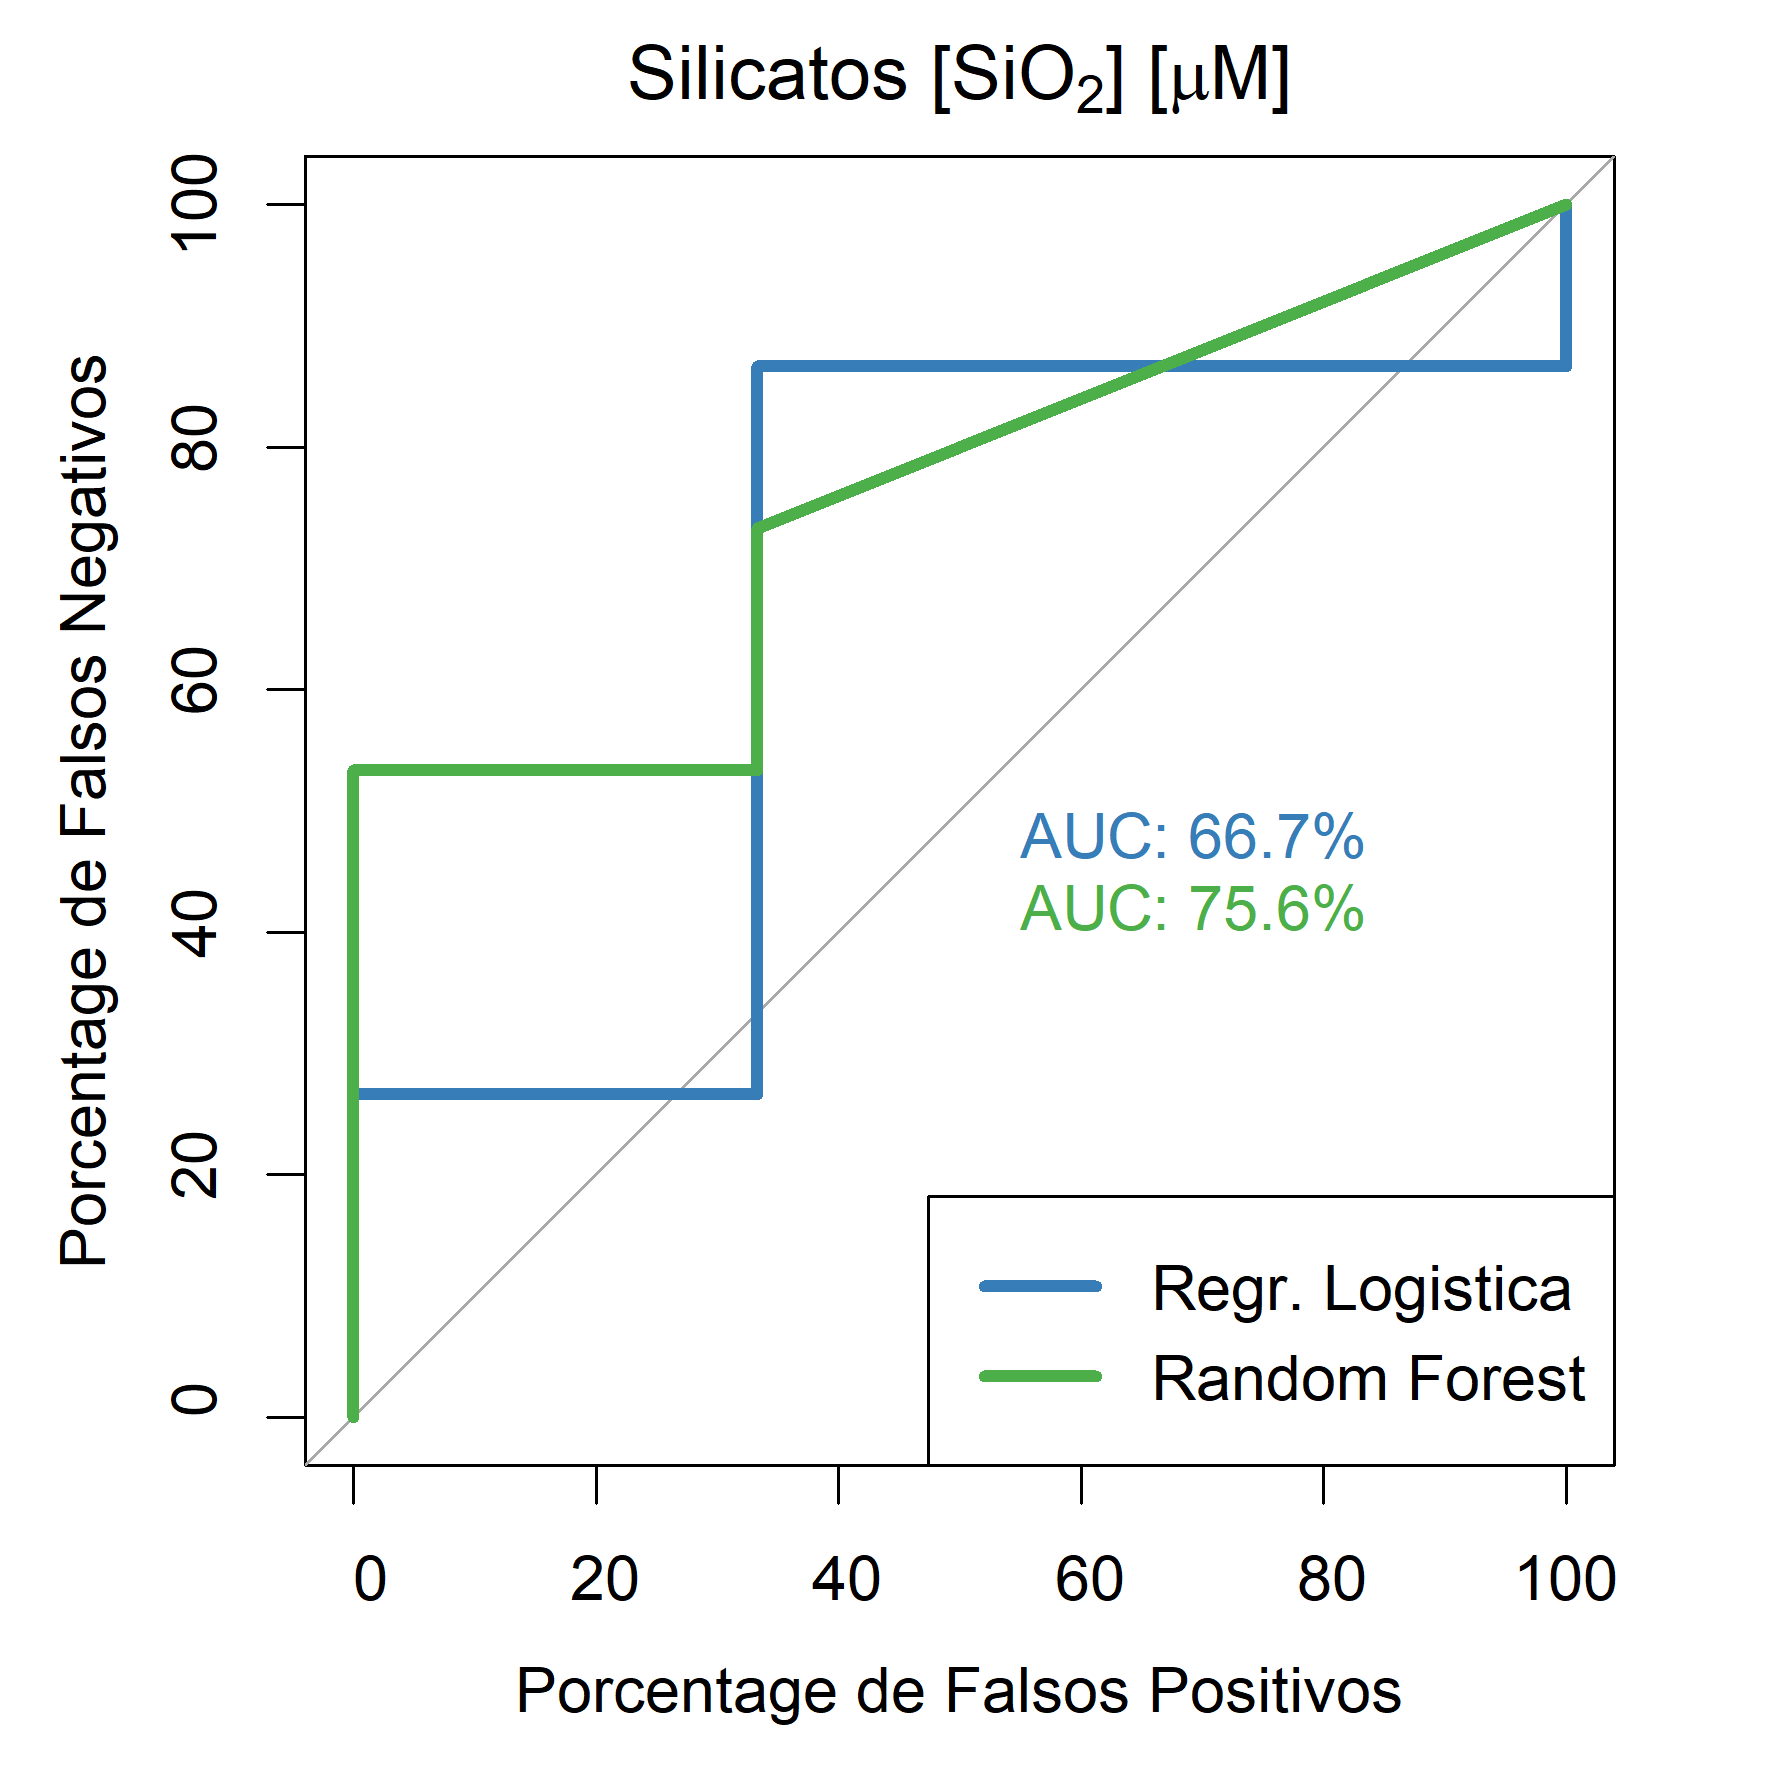 Silicatos [SiO₂] [μM]
Porcentage de Falsos Negativos
100
80
60
40
20
0
AUC: 66.7%
AUC: 75.6%
Regr. Logistica
Random Forest
0 20 40 60 80 100
Porcentage de Falsos Positivos